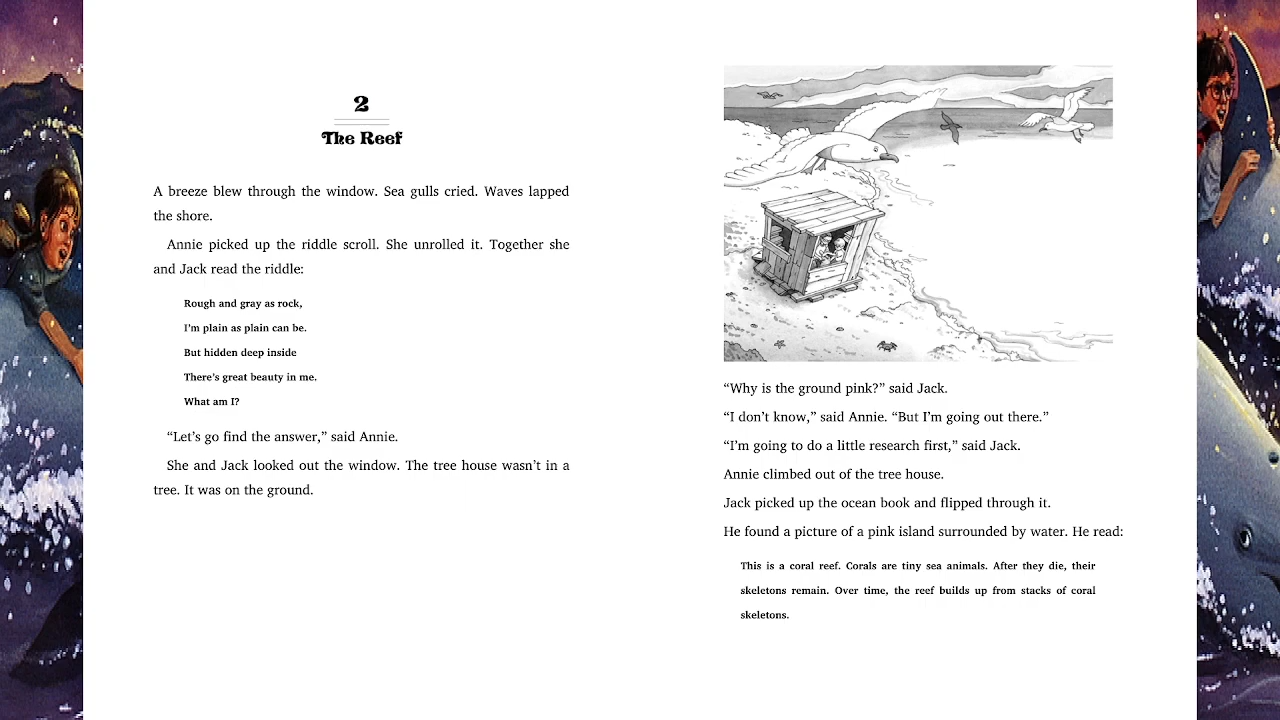 2
The Reef
A breeze blew through the window. Sea gulls cried. Waves lapped
the shore.
Annie picked up the riddle scroll. She unrolled it. Together she
and Jack read the riddle:
Rough and gray as rock,
I’m plain as plain can be.
But hidden deep inside
There’s great beauty in me.
What am I?
“Let’s go find the answer,” said Annie.
She and Jack looked out the window. The tree house wasn’t in a
tree. It was on the ground.
“Why is the ground pink?” said Jack.
“I don’t know,” said Annie. “But I’m going out there.”
“I’m going to do a little research first,” said Jack.
Annie climbed out of the tree house.
Jack picked up the ocean book and flipped through it.
He found a picture of a pink island surrounded by water. He read:
This is a coral reef. Corals are tiny sea animals. After they die, their
skeletons remain. Over time, the reef builds up from stacks of coral
skeletons.